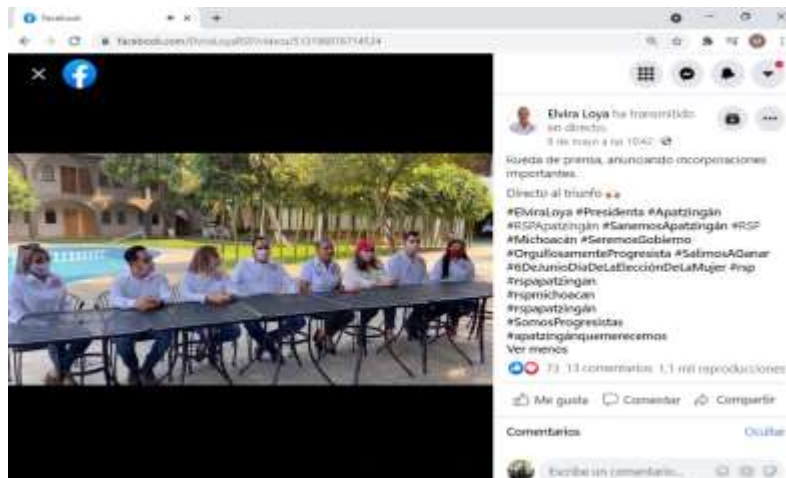 Facebook
Elvira Loya ha transmitido
en directo.
Rueda de prensa, anunciando incorporaciones
importantes.
Directo al triunfo
#ElviraLoya #Presidenta #Apatzingán
#RSPApatzingán #SanemosApatzingán #RSP
#Michoacán #SeremosGobierno
#OrgullosamenteProgresista #SalimosAGanar
#6DeJunioDíaDeLaElecciónDeLaMujer #rsp
#rspapatzingan
#rspmichoacan
#rspapatzingán
#SomosProgresistas
#apatzingánquemerecemos
Ver menos
73 13 comentarios 1,1 mil reproducciones
Me gusta Comentar Compartir
Comentarios Ocultar
Escribe un comentario...